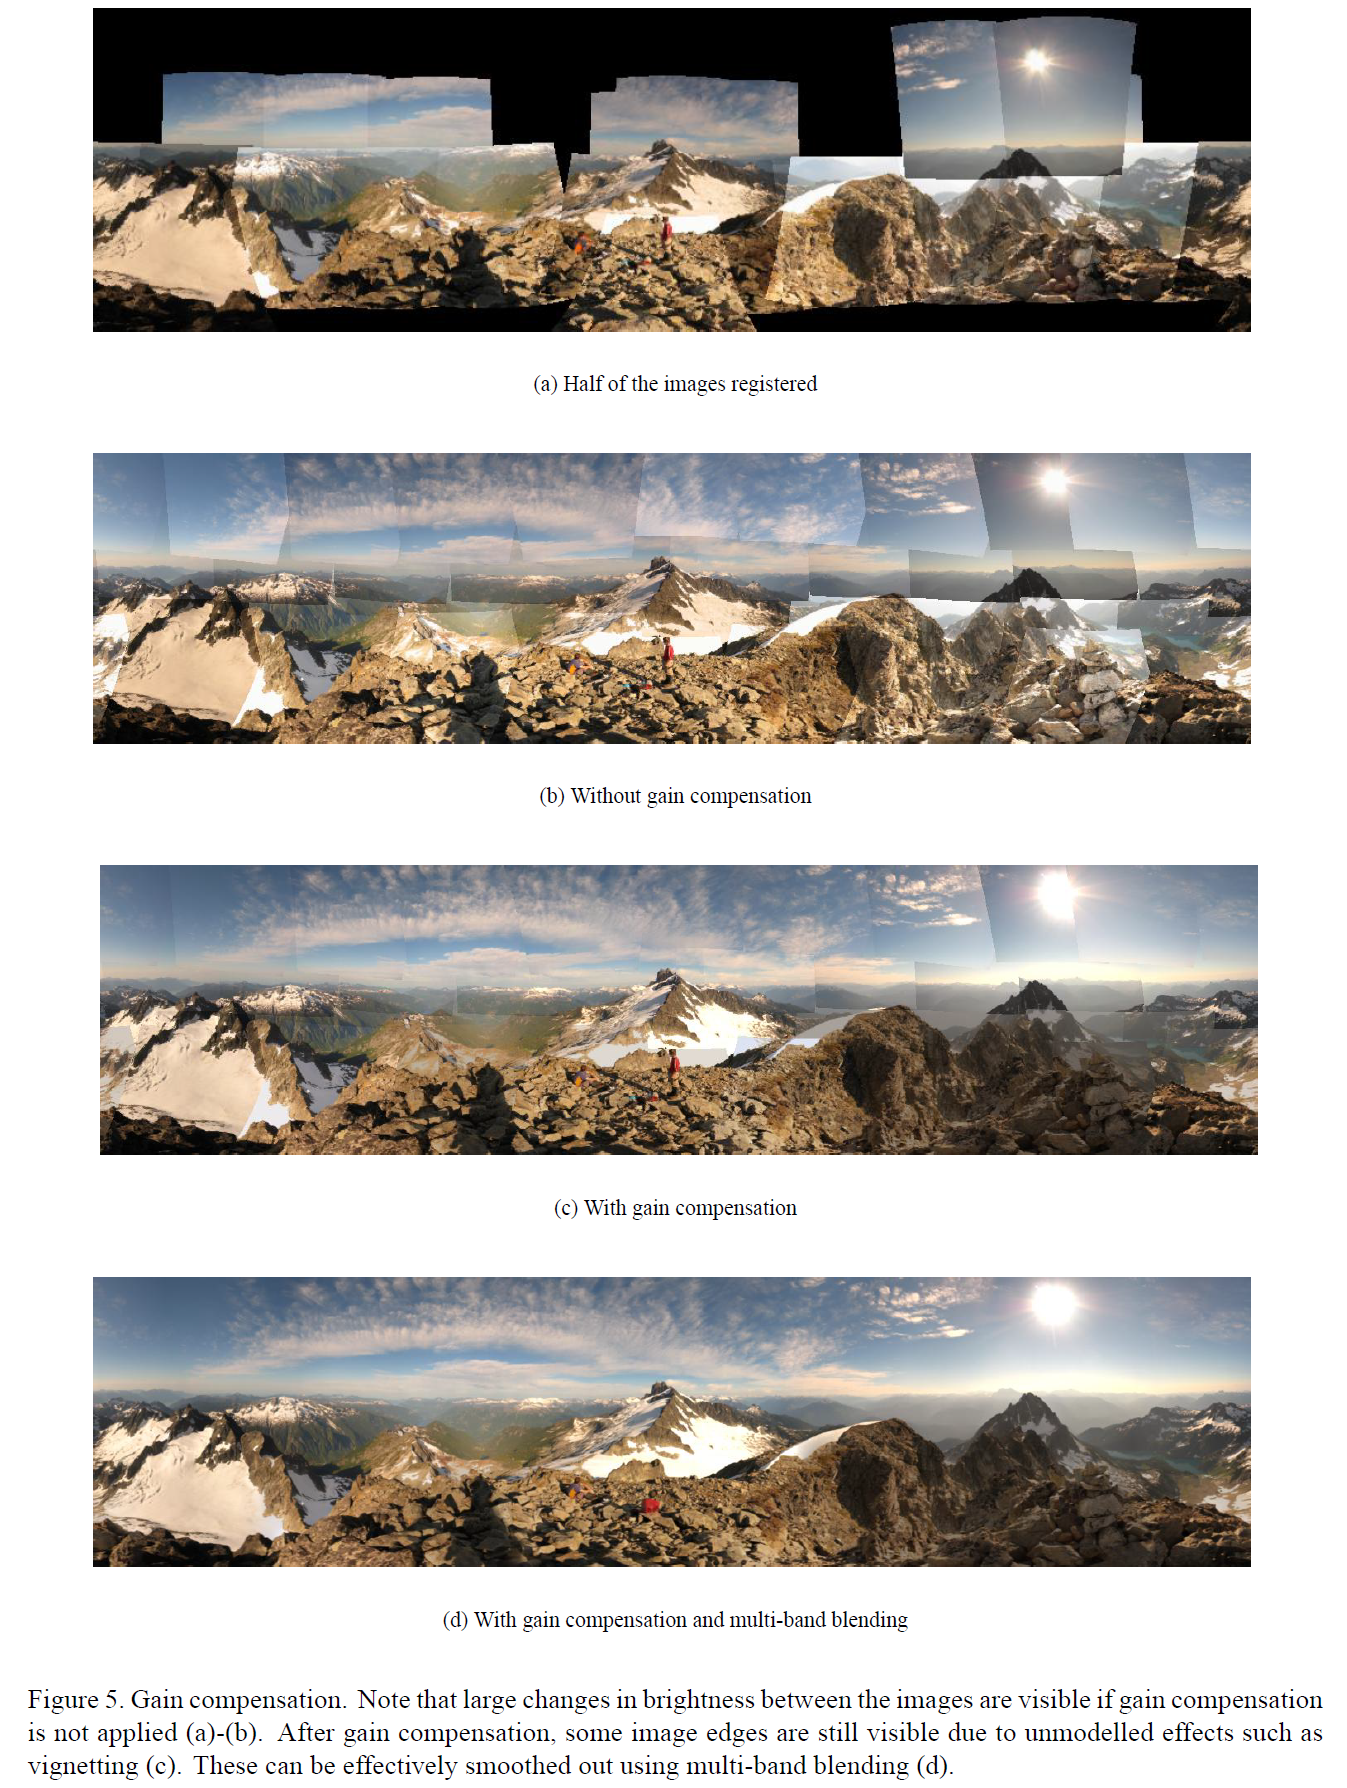 (a) Half of the images registered
(b) Without gain compensation
(c) With gain compensation
(d) With gain compensation and multi-band blending
Figure 5. Gain compensation. Note that large changes in brightness between the images are visible if gain compensation
is not applied (a)-(b). After gain compensation, some image edges are still visible due to unmodelled effects such as
vignetting (c). These can be effectively smoothed out using multi-band blending (d).